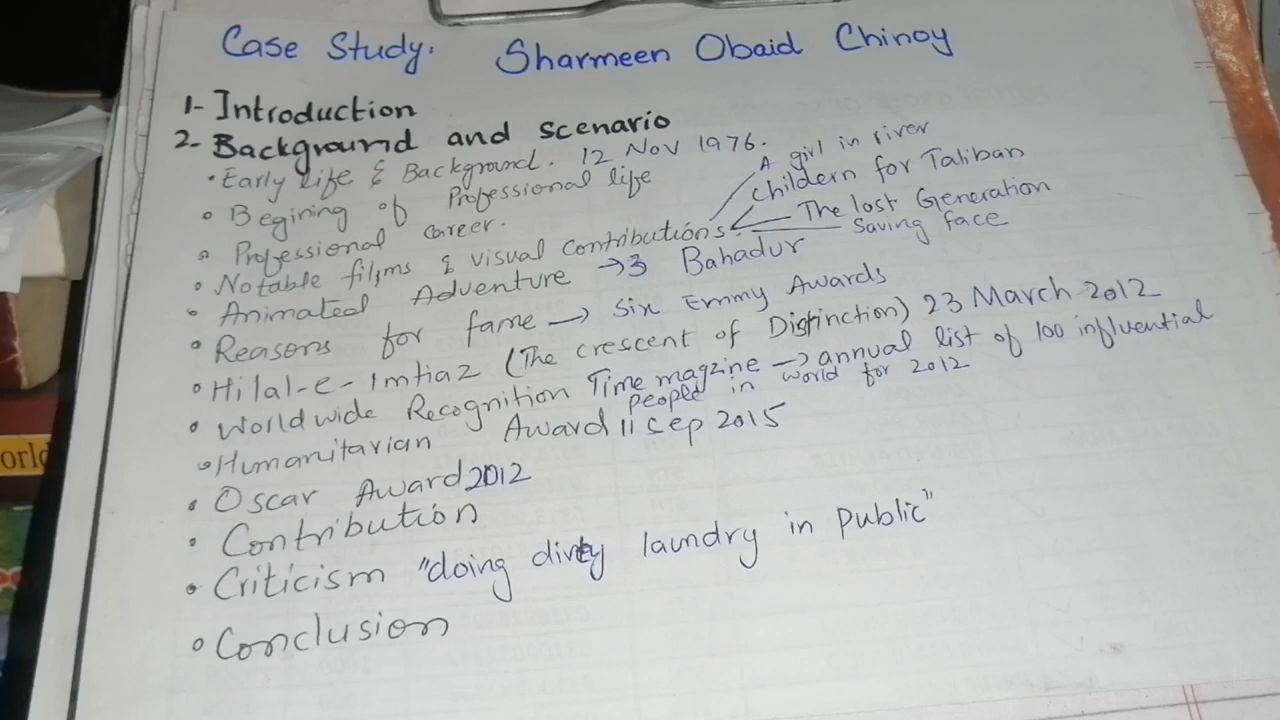 Case Study: Sharmeen Obaid Chinoy
1- Introduction
2- Background and scenario
• Early life & Background. 12 Nov 1976.
• Begining of Professional life
• Professional career.
• Notable films & visual contributions.
A girl in river
Childern for Taliban
The lost Generation
Saving face
• Animated Adventure → 3 Bahadur
• Reasons for fame → Six Emmy Awards
• Hilal-e-Imtiaz (The crescent of Distinction) 23 March 2012
• Worldwide Recognition Time magzine → annual list of 100 influential
people in world for 2012
• Humanitarian Award 11 Sep 2015
• Oscar Award 2012
• Contribution
• Criticism "doing dirty laundry in public"
• Conclusion
orld